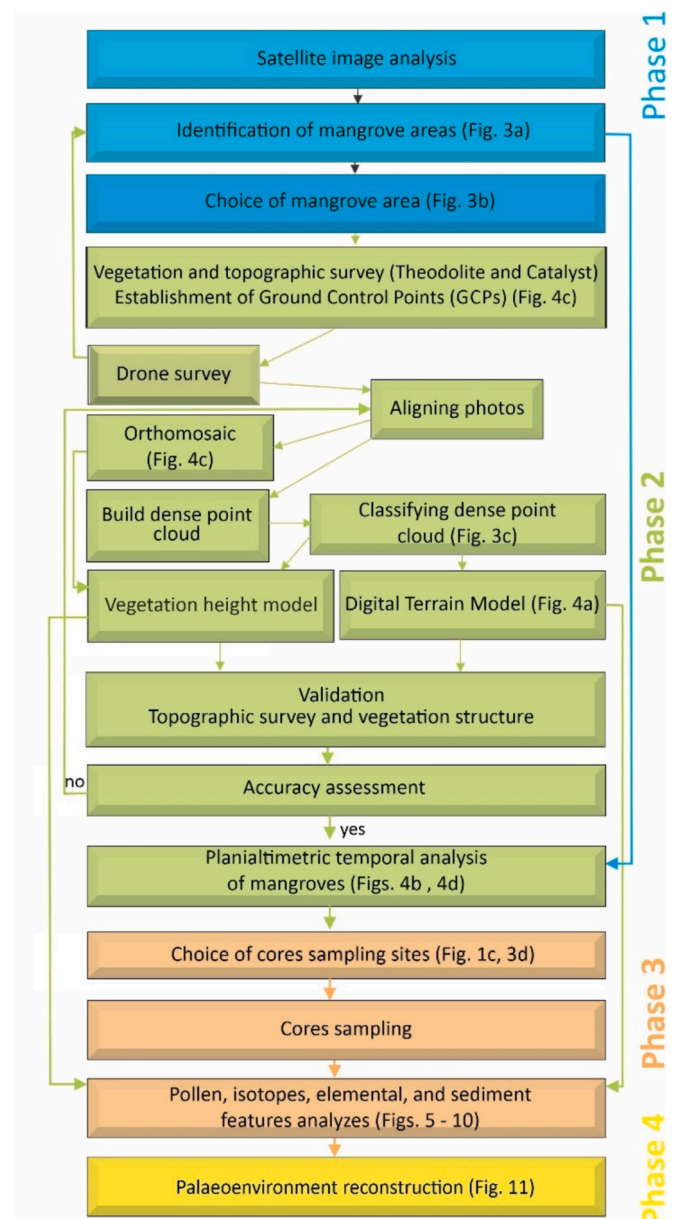 Phase 1
Satellite image analysis
Identification of mangrove areas (Fig. 3a)
Choice of mangrove area (Fig. 3b)
Vegetation and topographic survey (Theodolite and Catalyst)
Establishment of Ground Control Points (GCPs) (Fig. 4c)
Drone survey
Aligning photos
Orthomosaic
(Fig. 4c)
Phase 2
Build dense point
cloud
Classifying dense point
cloud (Fig. 3c)
Vegetation height model
Digital Terrain Model (Fig. 4a)
Validation
Topographic survey and vegetation structure
no
Accuracy assessment
yes
Planialtimetric temporal analysis
of mangroves (Figs. 4b , 4d)
Choice of cores sampling sites (Fig. 1c, 3d)
Phase 3
Cores sampling
Pollen, isotopes, elemental, and sediment
features analyzes (Figs. 5 - 10)
Phase 4
Palaeoenvironment reconstruction (Fig. 11)